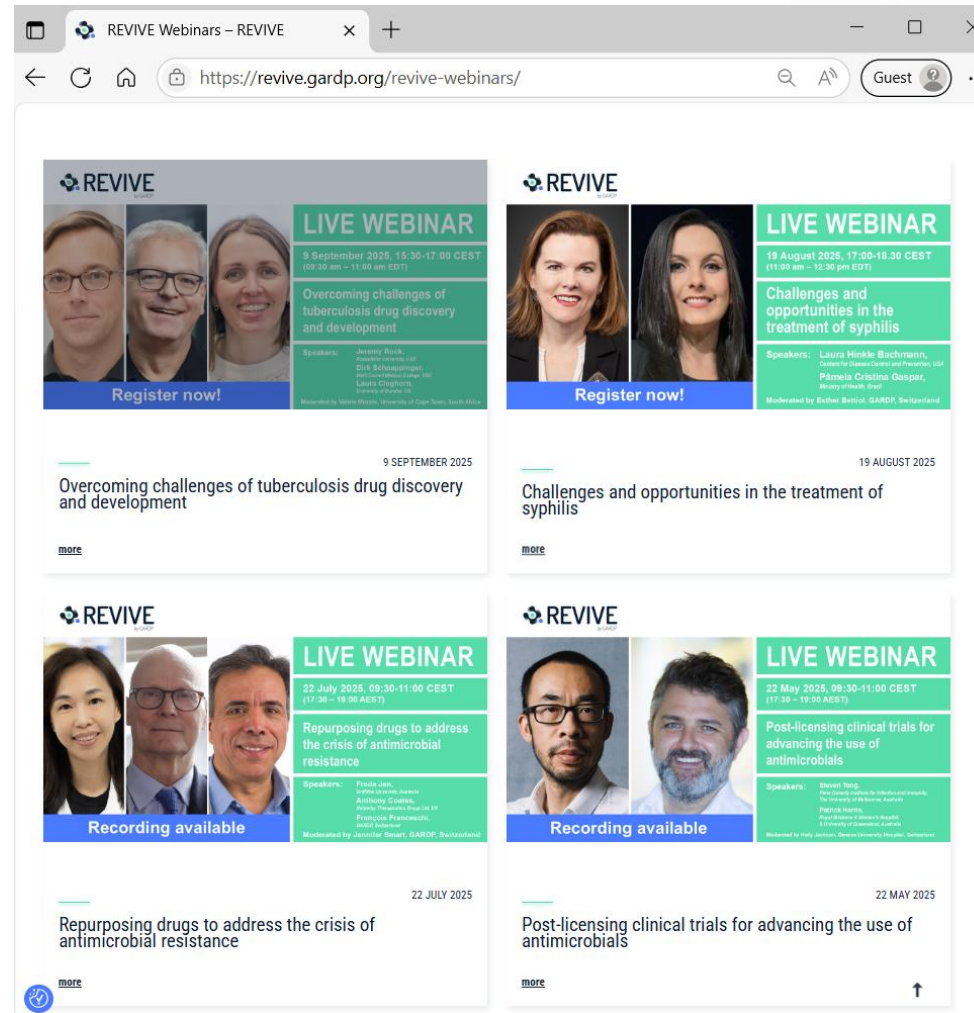 REVIVE Webinars – REVIVE
https://revive.gardp.org/revive-webinars/
Guest
REVIVE
LIVE WEBINAR
9 September 2025, 15:30-17:00 CEST
(09:30 am – 11:00 am EDT)
Overcoming challenges of
tuberculosis drug discovery
and development
Speakers: Jeremy Rock,
Dirk Schnappinger,
Laura Cleghorn,
Register now!
9 SEPTEMBER 2025
Overcoming challenges of tuberculosis drug discovery
and development
more
REVIVE
LIVE WEBINAR
19 August 2025, 17:00-18.30 CEST
(11:00 am – 12:30 pm EDT)
Challenges and
opportunities in the
treatment of syphilis
Speakers: Laura Hinkle Bachmann,
Centers for Disease Control and Prevention, USA
Pâmela Cristina Gaspar,
Ministry of Health, Brazil
Moderated by Esther Bettiol, GARDP, Switzerland
Register now!
19 AUGUST 2025
Challenges and opportunities in the treatment of
syphilis
more
REVIVE
LIVE WEBINAR
22 July 2025, 09:30-11:00 CEST
(17:30 – 19:00 AEST)
Repurposing drugs to address
the crisis of antimicrobial
resistance
Speakers: Freda Jen,
Griffith University Australia
Anthony Coates,
François Franceschi,
GARDP, Switzerland
Moderated by Jennifer Smart, GARDP, Switzerland
Recording available
22 JULY 2025
Repurposing drugs to address the crisis of
antimicrobial resistance
more
REVIVE
LIVE WEBINAR
22 May 2025, 09:30-11:00 CEST
(17:30 – 19:00 AEST)
Post-licensing clinical trials for
advancing the use of
antimicrobials
Speakers: Steven Tong,
Patrick Harris,
Recording available
22 MAY 2025
Post-licensing clinical trials for advancing the use of
antimicrobials
more